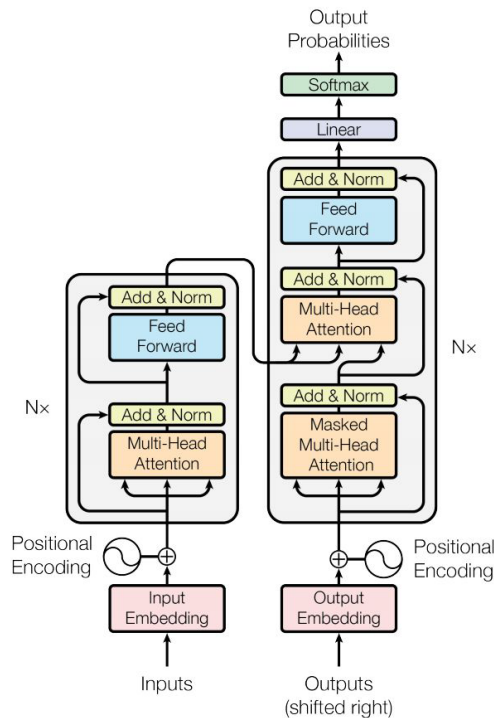 Output
Probabilities
Softmax
Linear
Add & Norm
Feed
Forward
Add & Norm
Multi-Head
Attention
Add & Norm
Masked
Multi-Head
Attention
N×
Add & Norm
Feed
Forward
Add & Norm
Multi-Head
Attention
N×
Positional
Encoding
Positional
Encoding
Input
Embedding
Output
Embedding
Inputs
Outputs
(shifted right)